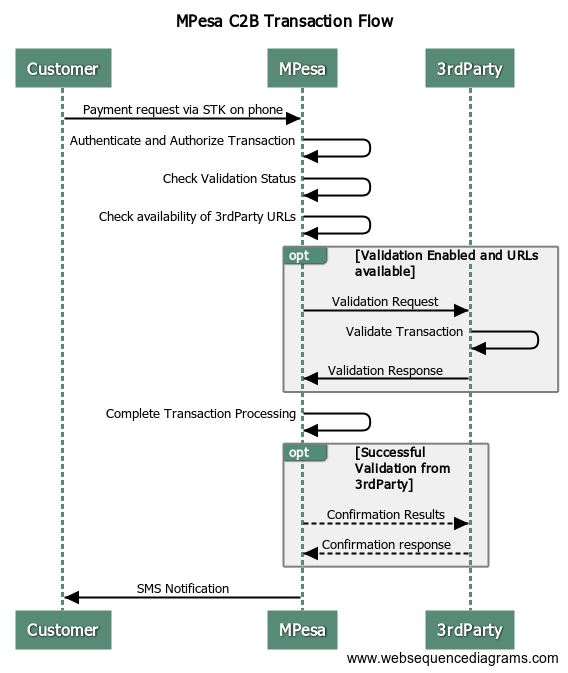 MPesa C2B Transaction Flow
Customer
MPesa
3rdParty
Payment request via STK on phone
Authenticate and Authorize Transaction
Check Validation Status
Check availability of 3rdParty URLs
opt
[Validation Enabled and URLs
available]
Validation Request
Validate Transaction
Validation Response
Complete Transaction Processing
opt
[Successful
Validation from
3rdParty]
Confirmation Results
Confirmation response
SMS Notification
Customer
MPesa
3rdParty
www.websequencediagrams.com